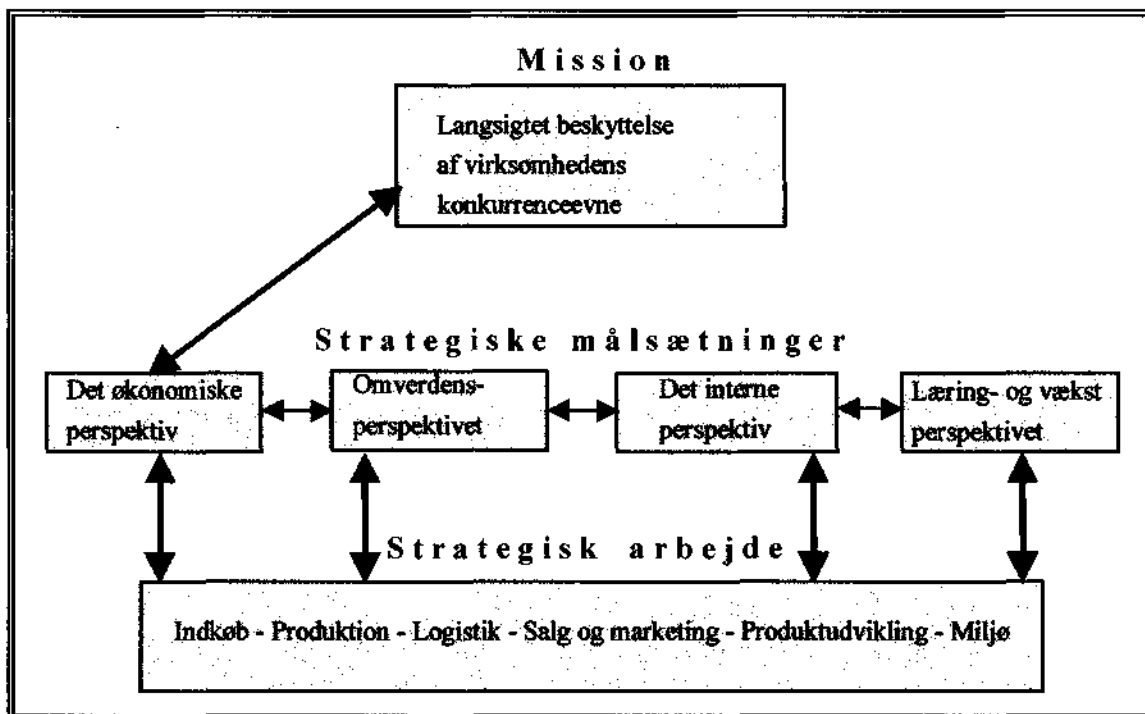 Mission
Langsigtet beskyttelse
af virksomhedens
konkurrenceevne
Strategiske målsætninger
Det økonomiske
perspektiv
Omverdens-
perspektivet
Det interne
perspektiv
Læring- og vækst
perspektivet
Strategisk arbejde
Indkøb - Produktion - Logistik - Salg og marketing - Produktudvikling - Miljø